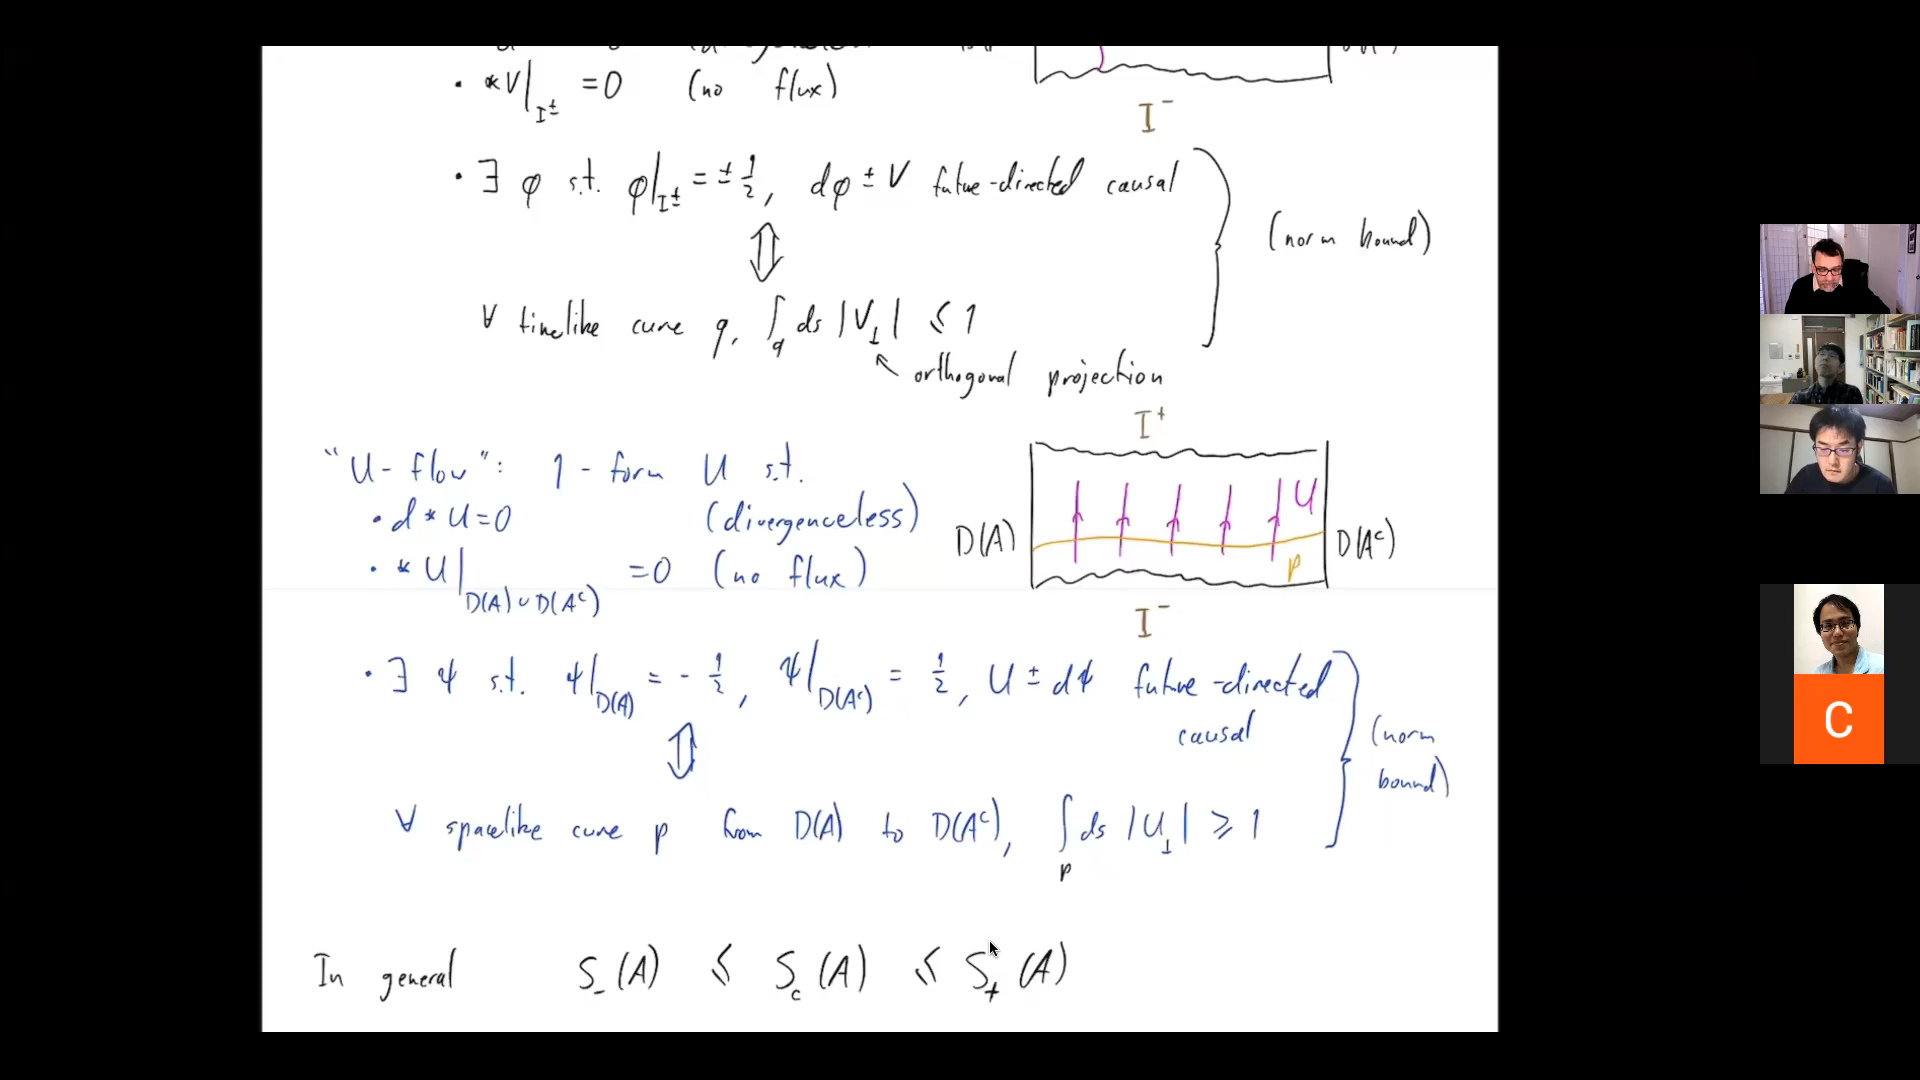 • *V|_{I^±} = 0 (no flux)
I^-
• ∃ φ s.t. φ|_{I^±} = ± 1/2, dφ ± V future-directed causal
(norm bound)
⇕
∀ timelike curve q, ∫_q ds |V_⊥| ≤ 1
orthogonal projection
I^+
"U-flow": 1-form U s.t.
U
• d*U = 0 (divergenceless)
D(A) D(A^c)
• *U|_{D(A)∪D(A^c)} = 0 (no flux)
p
I^-
• ∃ ψ s.t. ψ|_{D(A)} = - 1/2, ψ|_{D(A^c)} = 1/2, U ± dψ future-directed
causal
(norm
bound)
⇕
∀ spacelike curve p from D(A) to D(A^c), ∫_p ds |U_⊥| ≥ 1
In general S_-(A) ≤ S_c(A) ≤ S_+(A)
C